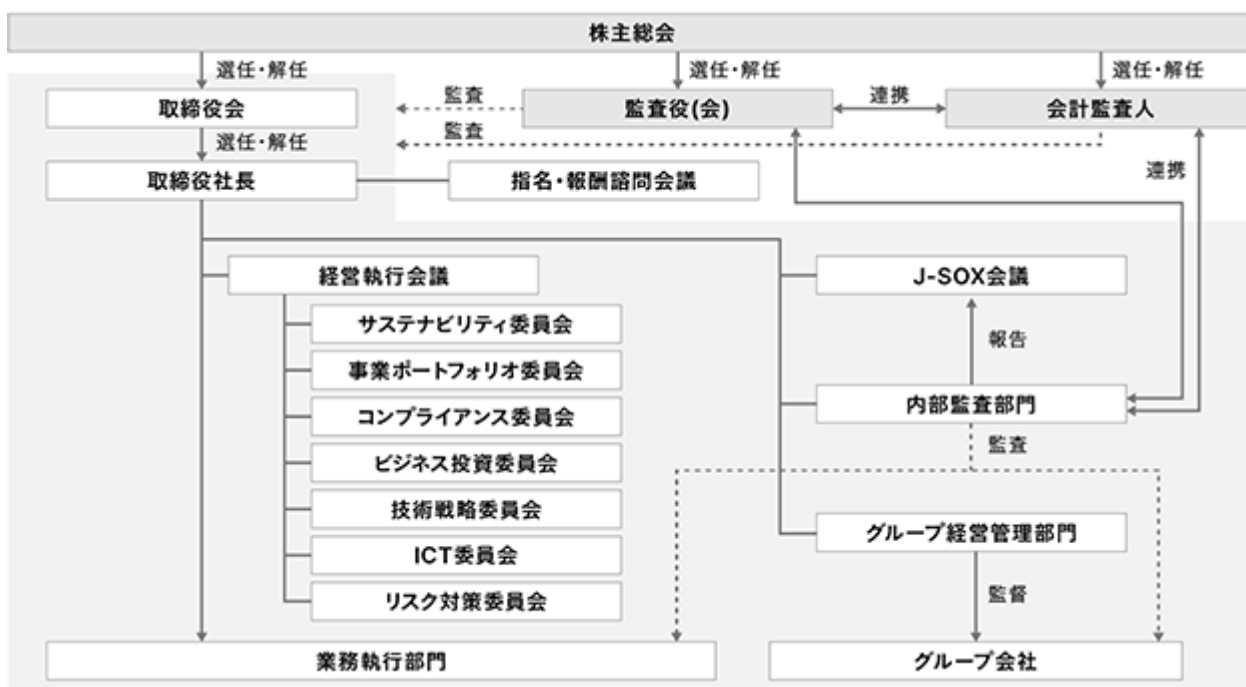 株主総会
選任・解任
選任・解任
選任・解任
取締役会
監査
監査役(会)
連携
会計監査人
選任・解任
監査
取締役社長
指名・報酬諮問会議
連携
経営執行会議
J-SOX会議
サステナビリティ委員会
報告
事業ポートフォリオ委員会
コンプライアンス委員会
内部監査部門
ビジネス投資委員会
監査
技術戦略委員会
グループ経営管理部門
ICT委員会
リスク対策委員会
監督
業務執行部門
グループ会社